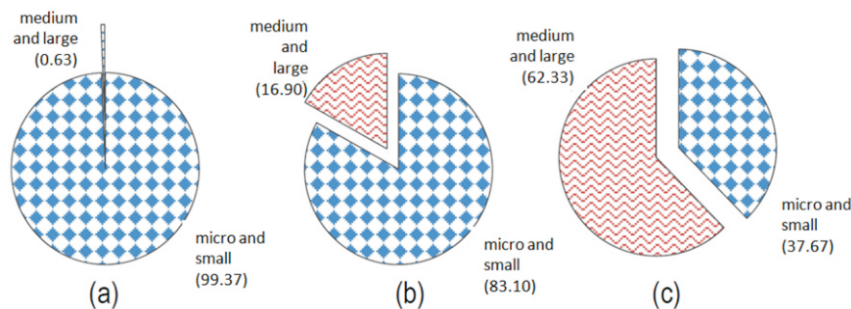 medium
and large
(0.63)
micro and
small
(99.37)
(a)
medium
and
large
(16.90)
micro and
small
(83.10)
(b)
medium
and large
(62.33)
micro and
small
(37.67)
(c)